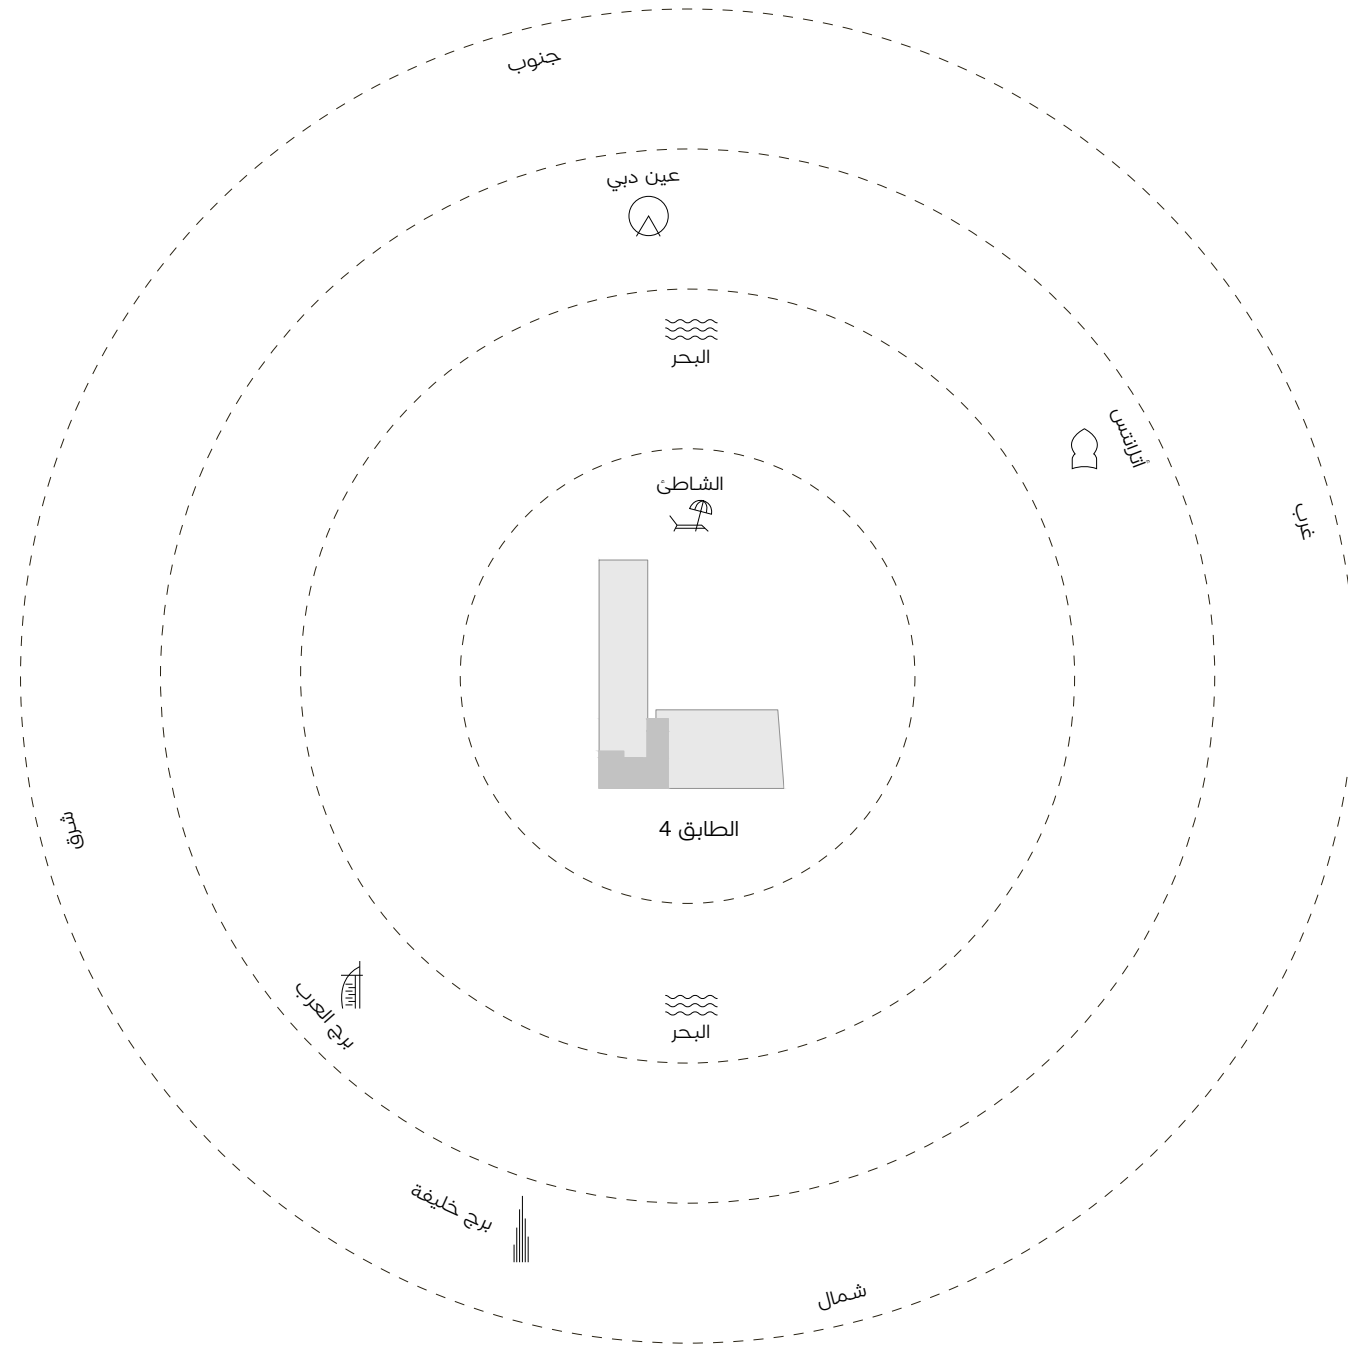 جنوب
عين دبي
البحر
أتلانتس
الشاطئ
غرب
الطابق 4
شرق
برج العرب
البحر
برج خليفة
شمال